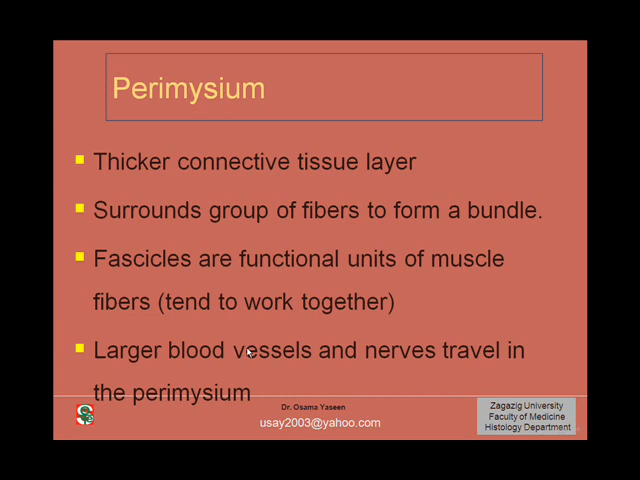 Perimysium
Thicker connective tissue layer
Surrounds group of fibers to form a bundle.
Fascicles are functional units of muscle
fibers (tend to work together)
Larger blood vessels and nerves travel in
the perimysium
Dr. Osama Yaseen
usay2003@yahoo.com
Zagazig University
Faculty of Medicine
Histology Department